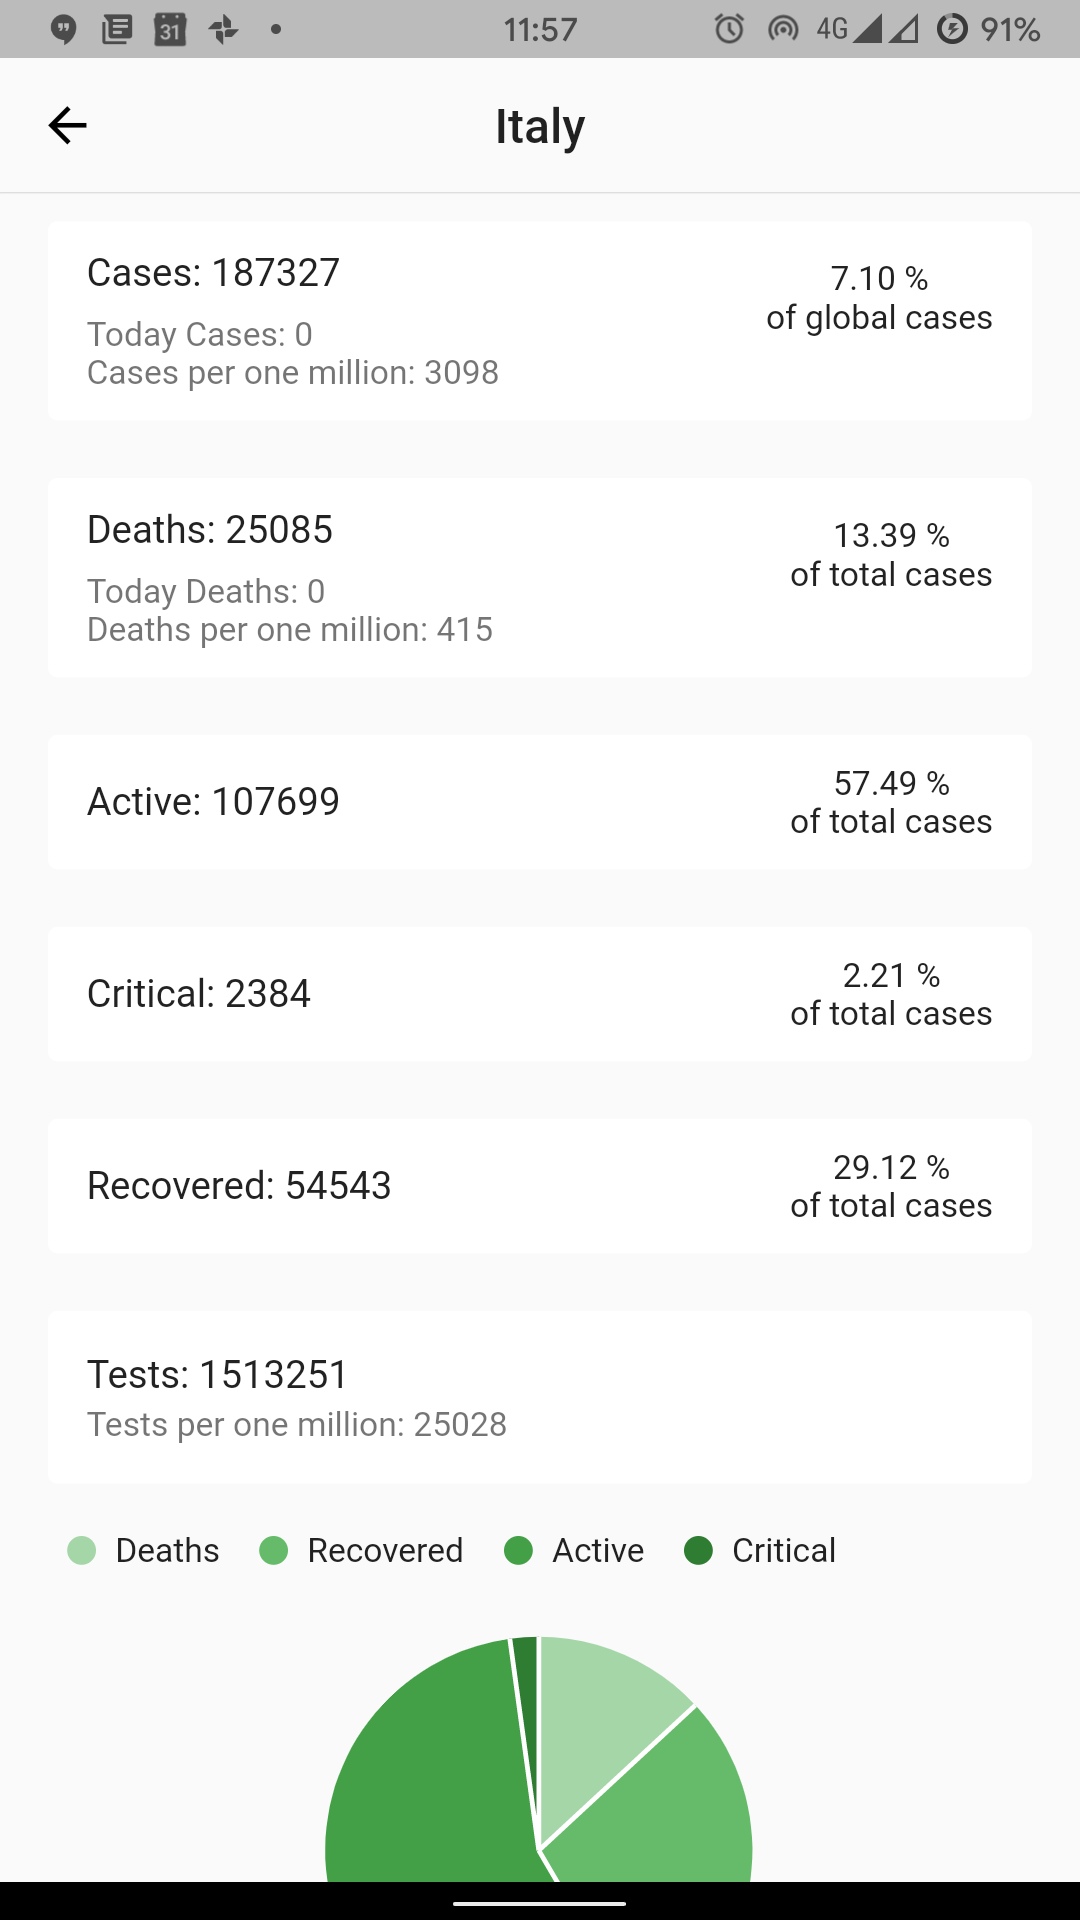 31
11:57
4G
91%
Italy
Cases: 187327
7.10 %
of global cases
Today Cases: 0
Cases per one million: 3098
Deaths: 25085
13.39 %
of total cases
Today Deaths: 0
Deaths per one million: 415
Active: 107699
57.49 %
of total cases
Critical: 2384
2.21 %
of total cases
Recovered: 54543
29.12 %
of total cases
Tests: 1513251
Tests per one million: 25028
Deaths Recovered Active Critical